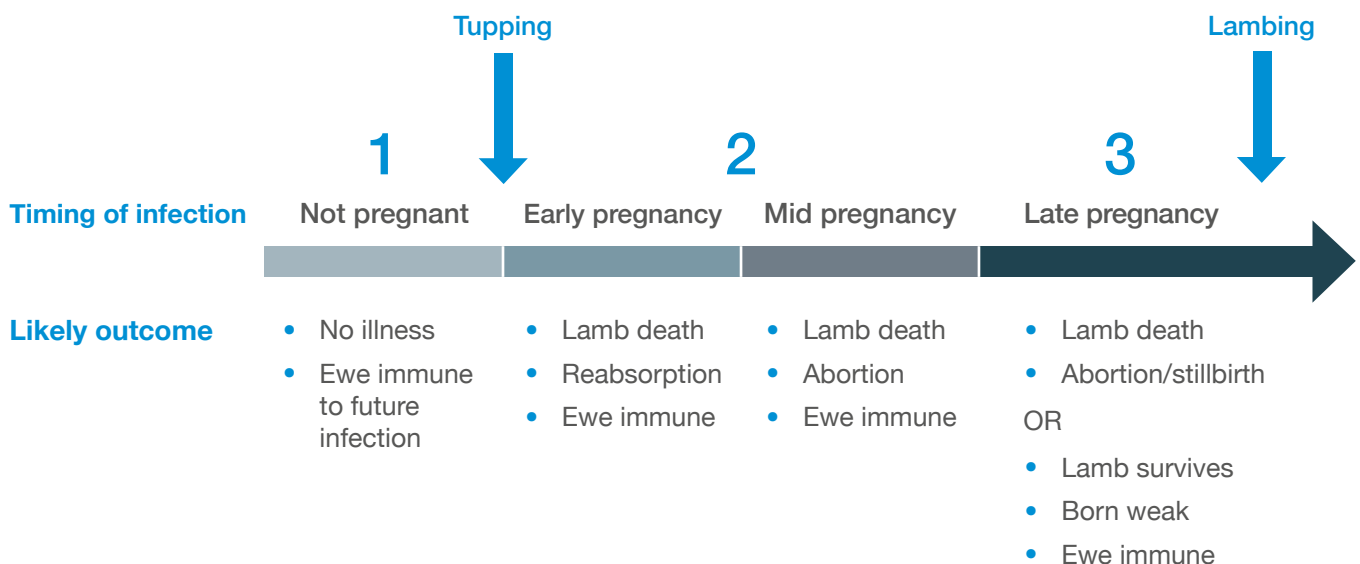 Tupping
Lambing
1
2
3
Timing of infection
Not pregnant
Early pregnancy
Mid pregnancy
Late pregnancy
Likely outcome
• No illness
• Ewe immune
to future
infection
• Lamb death
• Reabsorption
• Ewe immune
• Lamb death
• Abortion
• Ewe immune
• Lamb death
• Abortion/stillbirth
OR
• Lamb survives
• Born weak
• Ewe immune